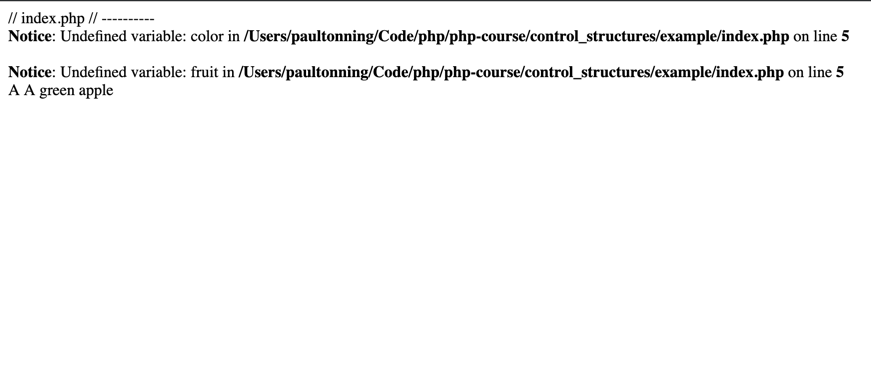 // index.php // ----------
Notice: Undefined variable: color in /Users/paultonning/Code/php/php-course/control_structures/example/index.php on line 5
Notice: Undefined variable: fruit in /Users/paultonning/Code/php/php-course/control_structures/example/index.php on line 5
A A green apple